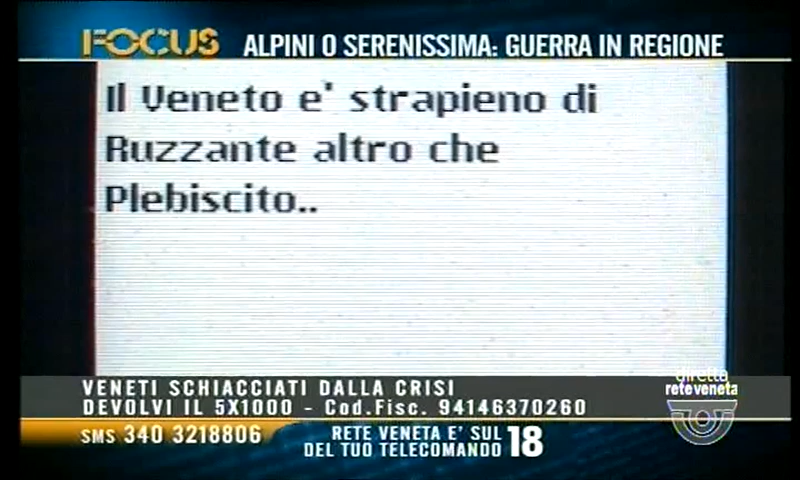 FOCUS ALPINI O SERENISSIMA: GUERRA IN REGIONE
Il Veneto e' strapieno di
Ruzzante altro che
Plebiscito..
diretta
reteveneta
VENETI SCHIACCIATI DALLA CRISI
DEVOLVI IL 5X1000 - Cod.Fisc. 94146370260
SMS 340 3218806
RETE VENETA E' SUL
DEL TUO TELECOMANDO 18